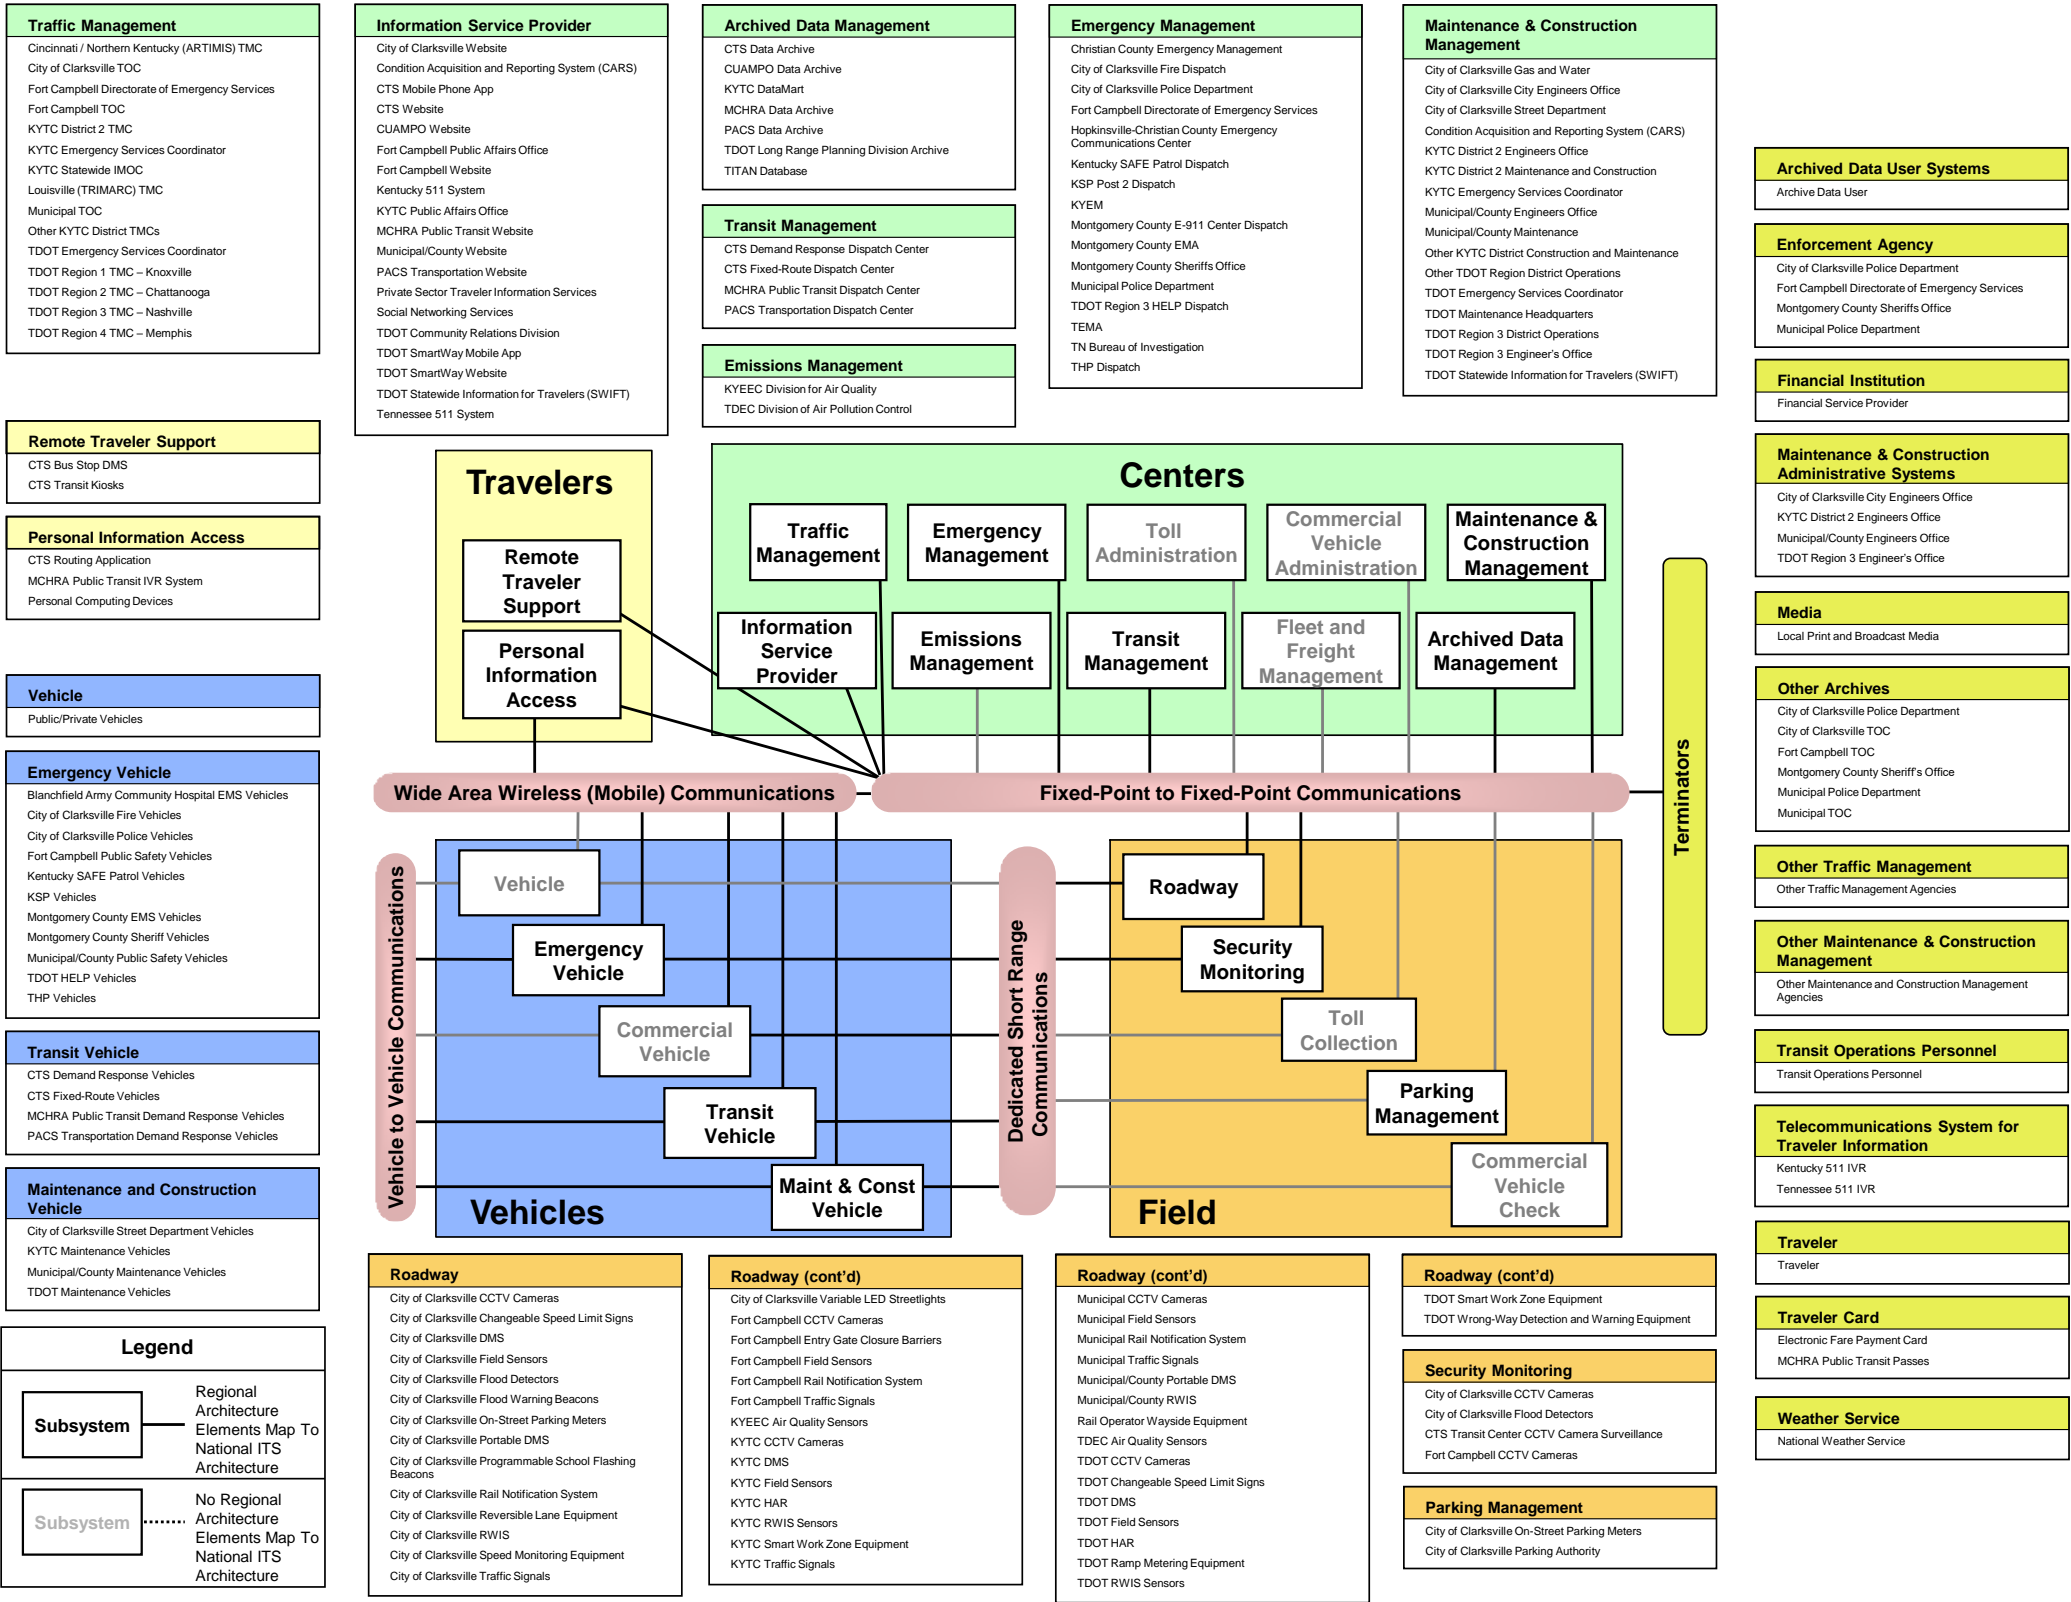 Traffic Management
Cincinnati / Northern Kentucky (ARTIMIS) TMC
City of Clarksville TOC
Fort Campbell Directorate of Emergency Services
Fort Campbell TOC
KYTC District 2 TMC
KYTC Emergency Services Coordinator
KYTC Statewide IMOC
Louisville (TRIMARC) TMC
Municipal TOC
Other KYTC District TMCs
TDOT Emergency Services Coordinator
TDOT Region 1 TMC – Knoxville
TDOT Region 2 TMC – Chattanooga
TDOT Region 3 TMC – Nashville
TDOT Region 4 TMC – Memphis
Information Service Provider
City of Clarksville Website
Condition Acquisition and Reporting System (CARS)
CTS Mobile Phone App
CTS Website
CUAMPO Website
Fort Campbell Public Affairs Office
Fort Campbell Website
Kentucky 511 System
KYTC Public Affairs Office
MCHRA Public Transit Website
Municipal/County Website
PACS Transportation Website
Private Sector Traveler Information Services
Social Networking Services
TDOT Community Relations Division
TDOT SmartWay Mobile App
TDOT SmartWay Website
TDOT Statewide Information for Travelers (SWIFT)
Tennessee 511 System
Archived Data Management
CTS Data Archive
CUAMPO Data Archive
KYTC DataMart
MCHRA Data Archive
PACS Data Archive
TDOT Long Range Planning Division Archive
TITAN Database
Transit Management
CTS Demand Response Dispatch Center
CTS Fixed-Route Dispatch Center
MCHRA Public Transit Dispatch Center
PACS Transportation Dispatch Center
Emissions Management
KYEEC Division for Air Quality
TDEC Division of Air Pollution Control
Emergency Management
Christian County Emergency Management
City of Clarksville Fire Dispatch
City of Clarksville Police Department
Fort Campbell Directorate of Emergency Services
Hopkinsville-Christian County Emergency
Communications Center
Kentucky SAFE Patrol Dispatch
KSP Post 2 Dispatch
KYEM
Montgomery County E-911 Center Dispatch
Montgomery County EMA
Montgomery County Sheriffs Office
Municipal Police Department
TDOT Region 3 HELP Dispatch
TEMA
TN Bureau of Investigation
THP Dispatch
Maintenance & Construction
Management
City of Clarksville Gas and Water
City of Clarksville City Engineers Office
City of Clarksville Street Department
Condition Acquisition and Reporting System (CARS)
KYTC District 2 Engineers Office
KYTC District 2 Maintenance and Construction
KYTC Emergency Services Coordinator
Municipal/County Engineers Office
Municipal/County Maintenance
Other KYTC District Construction and Maintenance
Other TDOT Region District Operations
TDOT Emergency Services Coordinator
TDOT Maintenance Headquarters
TDOT Region 3 District Operations
TDOT Region 3 Engineer's Office
TDOT Statewide Information for Travelers (SWIFT)
Archived Data User Systems
Archive Data User
Enforcement Agency
City of Clarksville Police Department
Fort Campbell Directorate of Emergency Services
Montgomery County Sheriffs Office
Municipal Police Department
Financial Institution
Financial Service Provider
Maintenance & Construction
Administrative Systems
City of Clarksville City Engineers Office
KYTC District 2 Engineers Office
Municipal/County Engineers Office
TDOT Region 3 Engineer's Office
Media
Local Print and Broadcast Media
Other Archives
City of Clarksville Police Department
City of Clarksville TOC
Fort Campbell TOC
Montgomery County Sheriff's Office
Municipal Police Department
Municipal TOC
Other Traffic Management
Other Traffic Management Agencies
Other Maintenance & Construction
Management
Other Maintenance and Construction Management
Agencies
Transit Operations Personnel
Transit Operations Personnel
Telecommunications System for
Traveler Information
Kentucky 511 IVR
Tennessee 511 IVR
Traveler
Traveler
Traveler Card
Electronic Fare Payment Card
MCHRA Public Transit Passes
Weather Service
National Weather Service
Remote Traveler Support
CTS Bus Stop DMS
CTS Transit Kiosks
Personal Information Access
CTS Routing Application
MCHRA Public Transit IVR System
Personal Computing Devices
Vehicle
Public/Private Vehicles
Emergency Vehicle
Blanchfield Army Community Hospital EMS Vehicles
City of Clarksville Fire Vehicles
City of Clarksville Police Vehicles
Fort Campbell Public Safety Vehicles
Kentucky SAFE Patrol Vehicles
KSP Vehicles
Montgomery County EMS Vehicles
Montgomery County Sheriff Vehicles
Municipal/County Public Safety Vehicles
TDOT HELP Vehicles
THP Vehicles
Transit Vehicle
CTS Demand Response Vehicles
CTS Fixed-Route Vehicles
MCHRA Public Transit Demand Response Vehicles
PACS Transportation Demand Response Vehicles
Maintenance and Construction
Vehicle
City of Clarksville Street Department Vehicles
KYTC Maintenance Vehicles
Municipal/County Maintenance Vehicles
TDOT Maintenance Vehicles
Legend
Subsystem
Regional
Architecture
Elements Map To
National ITS
Architecture
Subsystem
No Regional
Architecture
Elements Map To
National ITS
Architecture
Travelers
Remote
Traveler
Support
Personal
Information
Access
Centers
Traffic
Management
Emergency
Management
Toll
Administration
Commercial
Vehicle
Administration
Maintenance &
Construction
Management
Information
Service
Provider
Emissions
Management
Transit
Management
Fleet and
Freight
Management
Archived Data
Management
Wide Area Wireless (Mobile) Communications
Fixed-Point to Fixed-Point Communications
Terminators
Vehicle to Vehicle Communications
Vehicle
Emergency
Vehicle
Commercial
Vehicle
Transit
Vehicle
Maint & Const
Vehicle
Vehicles
Dedicated Short Range
Communications
Roadway
Security
Monitoring
Toll
Collection
Parking
Management
Commercial
Vehicle
Check
Field
Roadway
City of Clarksville CCTV Cameras
City of Clarksville Changeable Speed Limit Signs
City of Clarksville DMS
City of Clarksville Field Sensors
City of Clarksville Flood Detectors
City of Clarksville Flood Warning Beacons
City of Clarksville On-Street Parking Meters
City of Clarksville Portable DMS
City of Clarksville Programmable School Flashing
Beacons
City of Clarksville Rail Notification System
City of Clarksville Reversible Lane Equipment
City of Clarksville RWIS
City of Clarksville Speed Monitoring Equipment
City of Clarksville Traffic Signals
Roadway (cont'd)
City of Clarksville Variable LED Streetlights
Fort Campbell CCTV Cameras
Fort Campbell Entry Gate Closure Barriers
Fort Campbell Field Sensors
Fort Campbell Rail Notification System
Fort Campbell Traffic Signals
KYEEC Air Quality Sensors
KYTC CCTV Cameras
KYTC DMS
KYTC Field Sensors
KYTC HAR
KYTC RWIS Sensors
KYTC Smart Work Zone Equipment
KYTC Traffic Signals
Roadway (cont'd)
Municipal CCTV Cameras
Municipal Field Sensors
Municipal Rail Notification System
Municipal Traffic Signals
Municipal/County Portable DMS
Municipal/County RWIS
Rail Operator Wayside Equipment
TDEC Air Quality Sensors
TDOT CCTV Cameras
TDOT Changeable Speed Limit Signs
TDOT DMS
TDOT Field Sensors
TDOT HAR
TDOT Ramp Metering Equipment
TDOT RWIS Sensors
Roadway (cont'd)
TDOT Smart Work Zone Equipment
TDOT Wrong-Way Detection and Warning Equipment
Security Monitoring
City of Clarksville CCTV Cameras
City of Clarksville Flood Detectors
CTS Transit Center CCTV Camera Surveillance
Fort Campbell CCTV Cameras
Parking Management
City of Clarksville On-Street Parking Meters
City of Clarksville Parking Authority